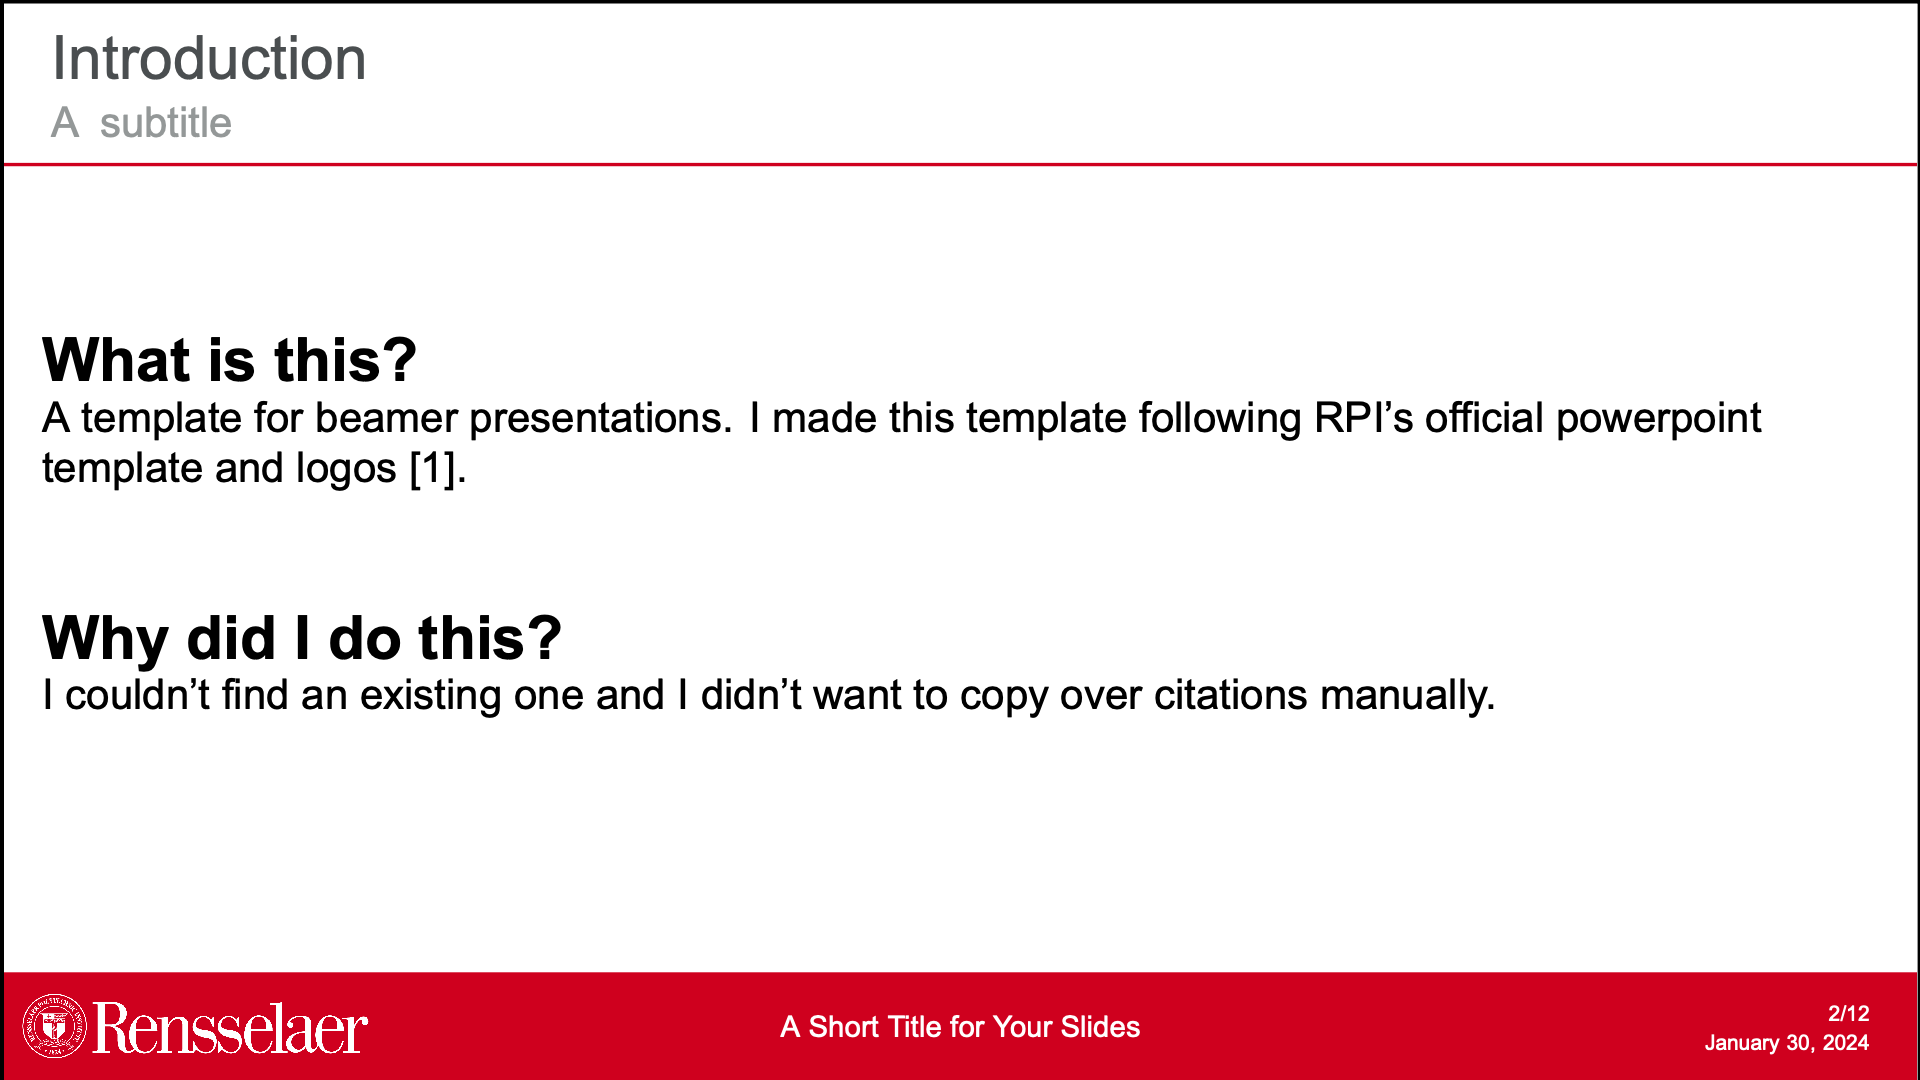 Introduction
A subtitle
What is this?
A template for beamer presentations. I made this template following RPI’s official powerpoint
template and logos [1].
Why did I do this?
I couldn’t find an existing one and I didn’t want to copy over citations manually.
Rensselaer
A Short Title for Your Slides
2/12
January 30, 2024